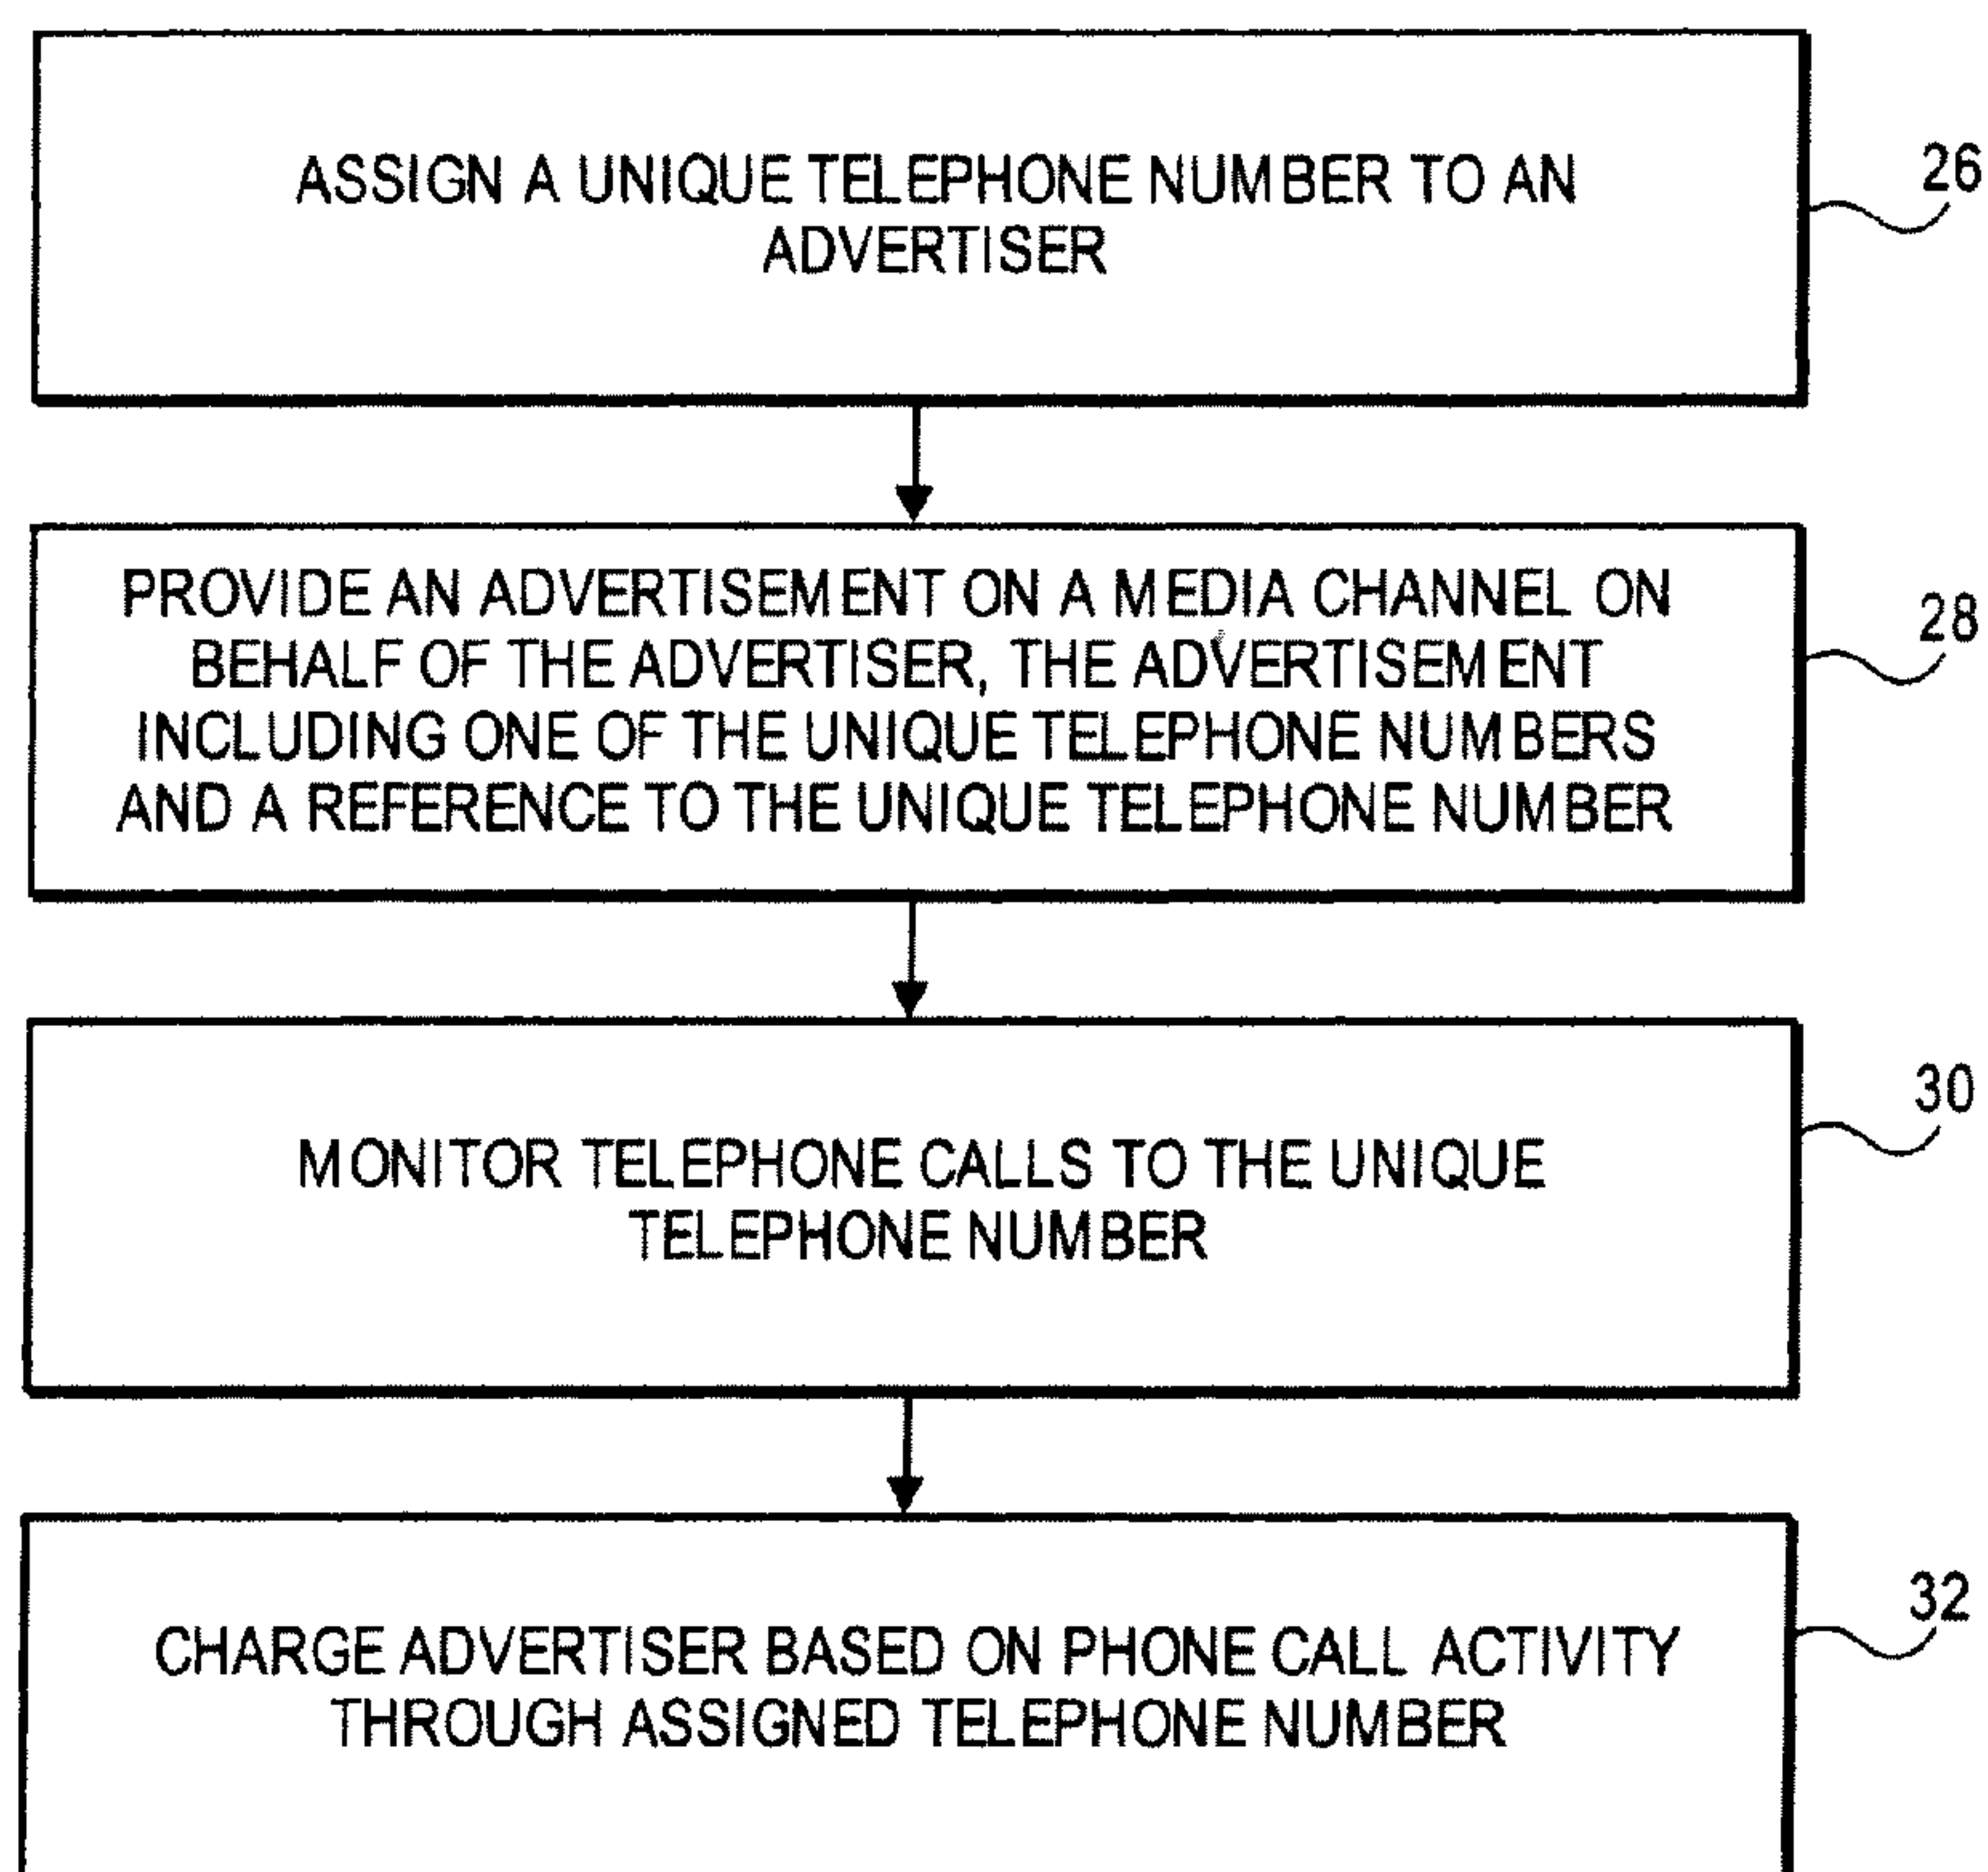 ASSIGN A UNIQUE TELEPHONE NUMBER TO AN
ADVERTISER
26
PROVIDE AN ADVERTISEMENT ON A MEDIA CHANNEL ON
BEHALF OF THE ADVERTISER, THE ADVERTISEMENT
INCLUDING ONE OF THE UNIQUE TELEPHONE NUMBERS
AND A REFERENCE TO THE UNIQUE TELEPHONE NUMBER
28
MONITOR TELEPHONE CALLS TO THE UNIQUE
TELEPHONE NUMBER
30
CHARGE ADVERTISER BASED ON PHONE CALL ACTIVITY
THROUGH ASSIGNED TELEPHONE NUMBER
32